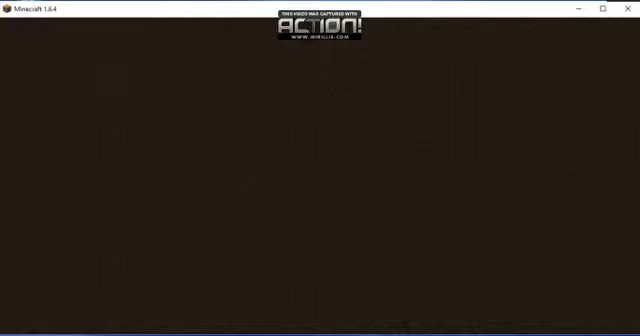 Minecraft 1.6.4
THIS VIDEO WAS CAPTURED WITH
ACTION!
WWW.MIRILLIS.COM